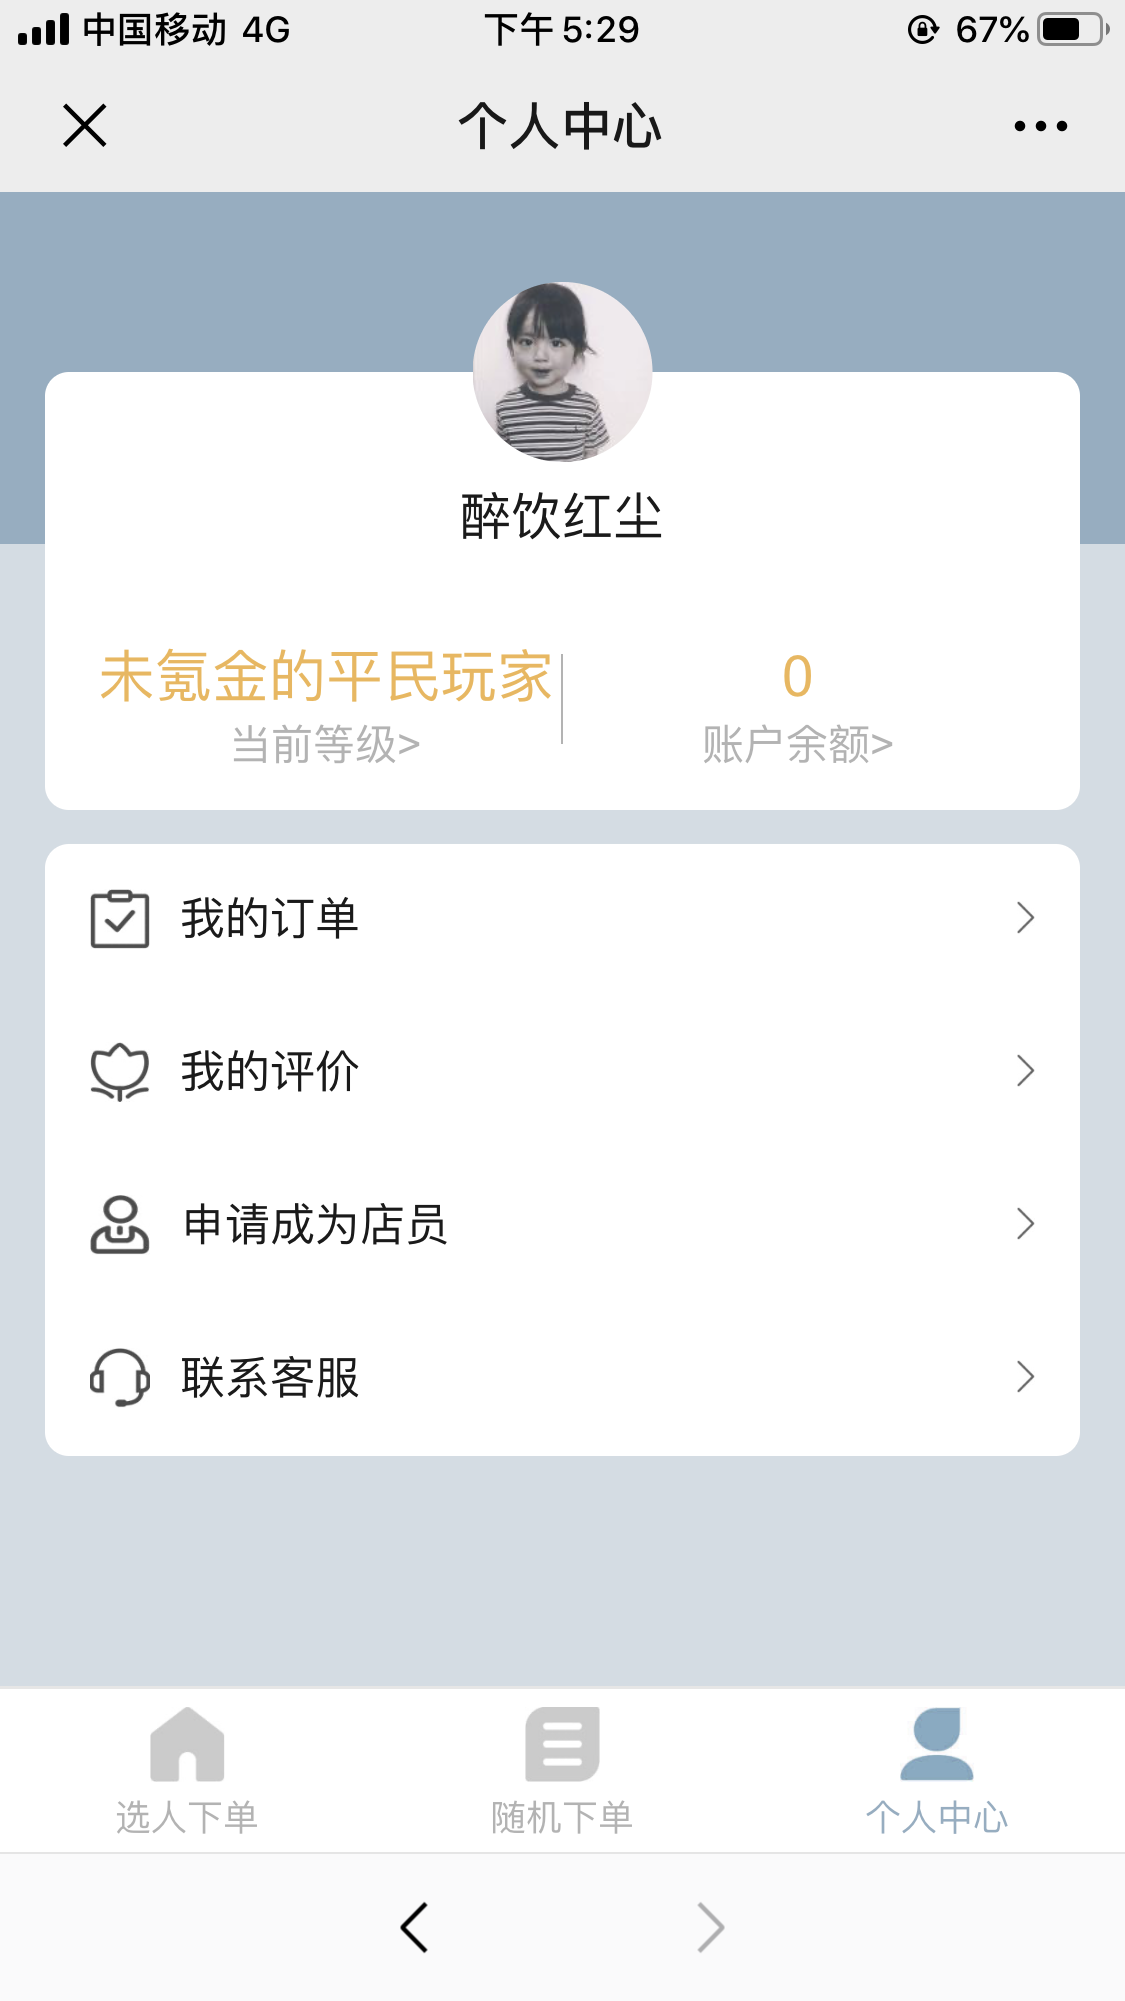 中国移动 4G 下午5:29 67%
个人中心
醉饮红尘
未氪金的平民玩家 0
当前等级> 账户余额>
我的订单
我的评价
申请成为店员
联系客服
选人下单 随机下单 个人中心